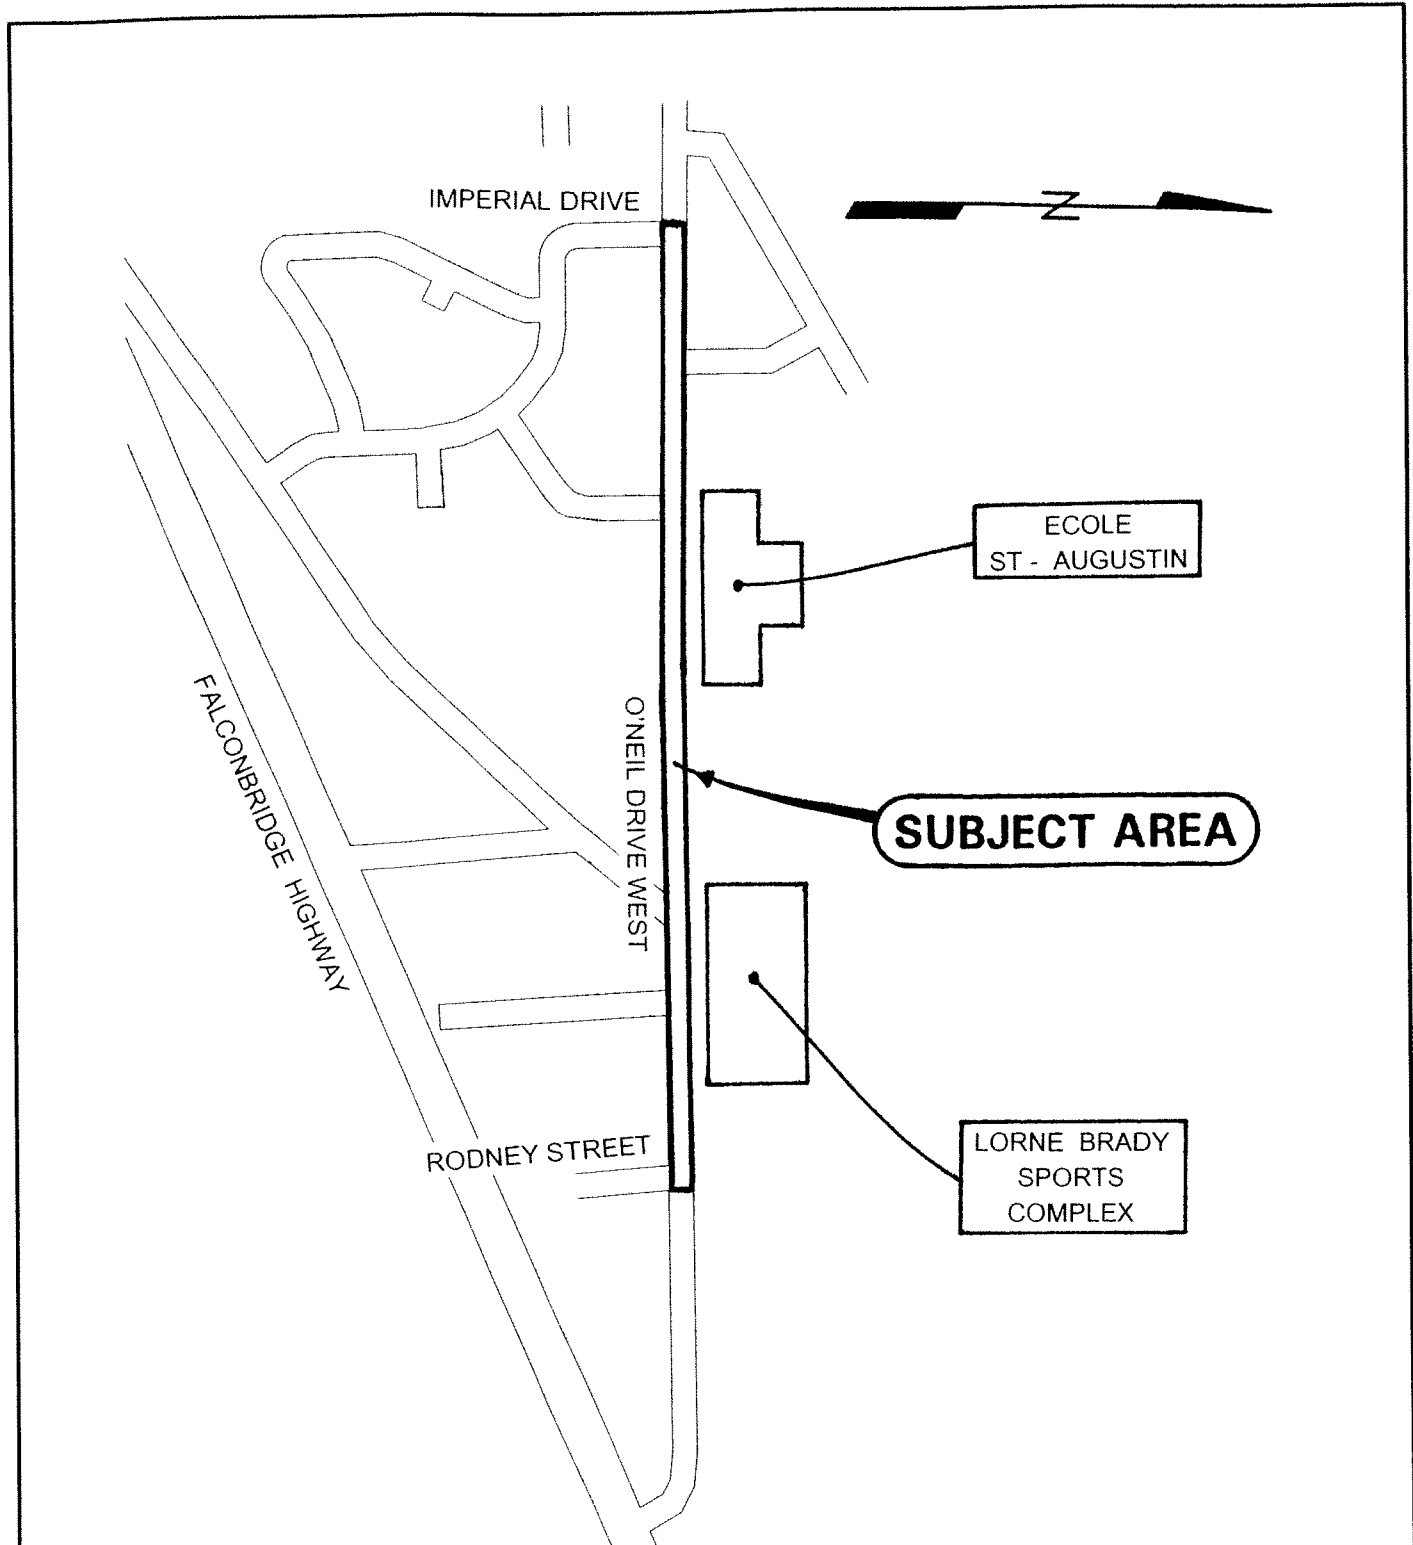 IMPERIAL DRIVE
N
ECOLE
ST - AUGUSTIN
FALCONBRIDGE HIGHWAY
O'NEIL DRIVE WEST
SUBJECT AREA
RODNEY STREET
LORNE BRADY
SPORTS
COMPLEX